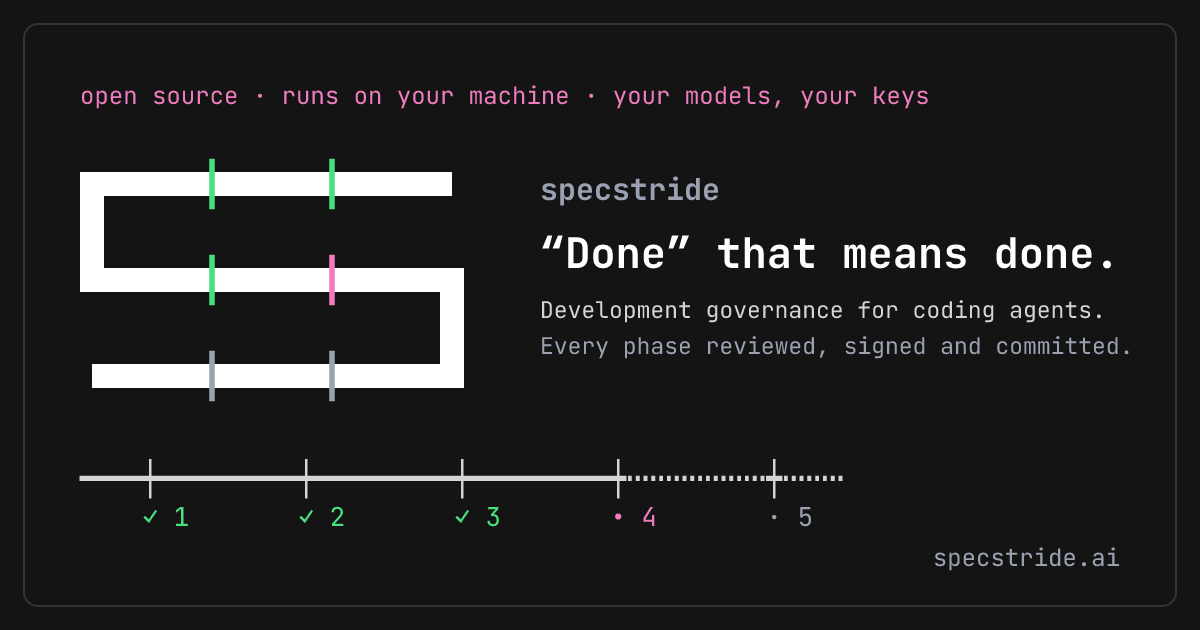 open source · runs on your machine · your models, your keys
specstride
“Done” that means done.
Development governance for coding agents.
Every phase reviewed, signed and committed.
✓ 1 ✓ 2 ✓ 3 • 4 · 5
specstride.ai